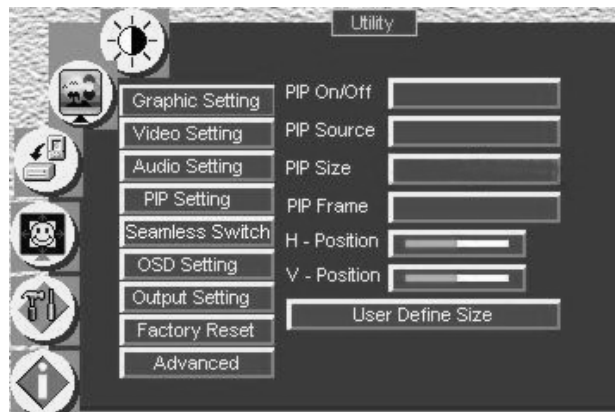 Utility
Graphic Setting
Video Setting
Audio Setting
PIP Setting
Seamless Switch
OSD Setting
Output Setting
Factory Reset
Advanced
PIP On/Off
PIP Source
PIP Size
PIP Frame
H - Position
V - Position
User Define Size